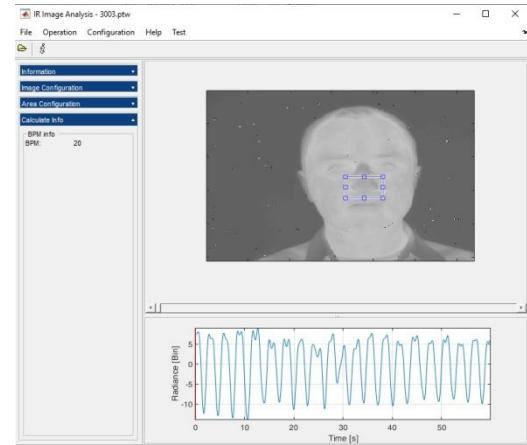 IR Image Analysis - 3003.ptw
File Operation Configuration Help Test
Information
Image Configuration
Area Configuration
Calculate Info
BPM info
BPM: 20
Radiance [Bin]
5
0
-5
-10
0 10 20 30 40 50
Time [s]